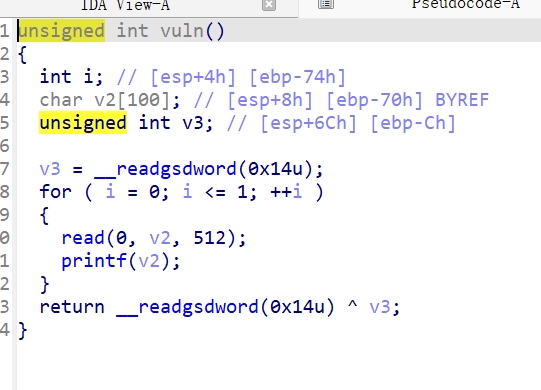 IDA View-A Pseudocode-A
1 unsigned int vuln()
2 {
3 int i; // [esp+4h] [ebp-74h]
4 char v2[100]; // [esp+8h] [ebp-70h] BYREF
5 unsigned int v3; // [esp+6Ch] [ebp-Ch]
6
7 v3 = __readgsdword(0x14u);
8 for ( i = 0; i <= 1; ++i )
9 {
0 read(0, v2, 512);
1 printf(v2);
2 }
3 return __readgsdword(0x14u) ^ v3;
4 }